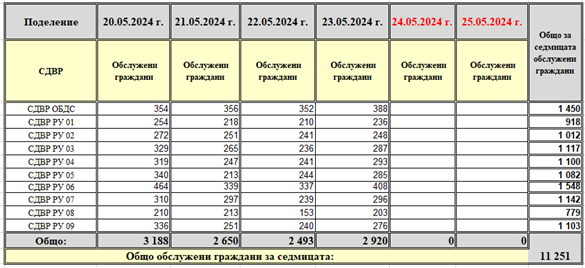 Поделение 20.05.2024 г. 21.05.2024 г. 22.05.2024 г. 23.05.2024 г. 24.05.2024 г. 25.05.2024 г. Общо за седмицата обслужени граждани
СДВР Обслужени граждани Обслужени граждани Обслужени граждани Обслужени граждани Обслужени граждани Обслужени граждани
СДВР ОБДС 354 356 352 388 1 450
СДВР РУ 01 254 218 210 236 918
СДВР РУ 02 272 251 241 248 1 012
СДВР РУ 03 329 265 236 287 1 117
СДВР РУ 04 319 247 241 293 1 100
СДВР РУ 05 340 213 244 285 1 082
СДВР РУ 06 464 339 337 408 1 548
СДВР РУ 07 310 297 239 296 1 142
СДВР РУ 08 210 213 153 203 779
СДВР РУ 09 336 251 240 276 1 103
Общо: 3 188 2 650 2 493 2 920 0 0
Общо обслужени граждани за седмицата: 11 251